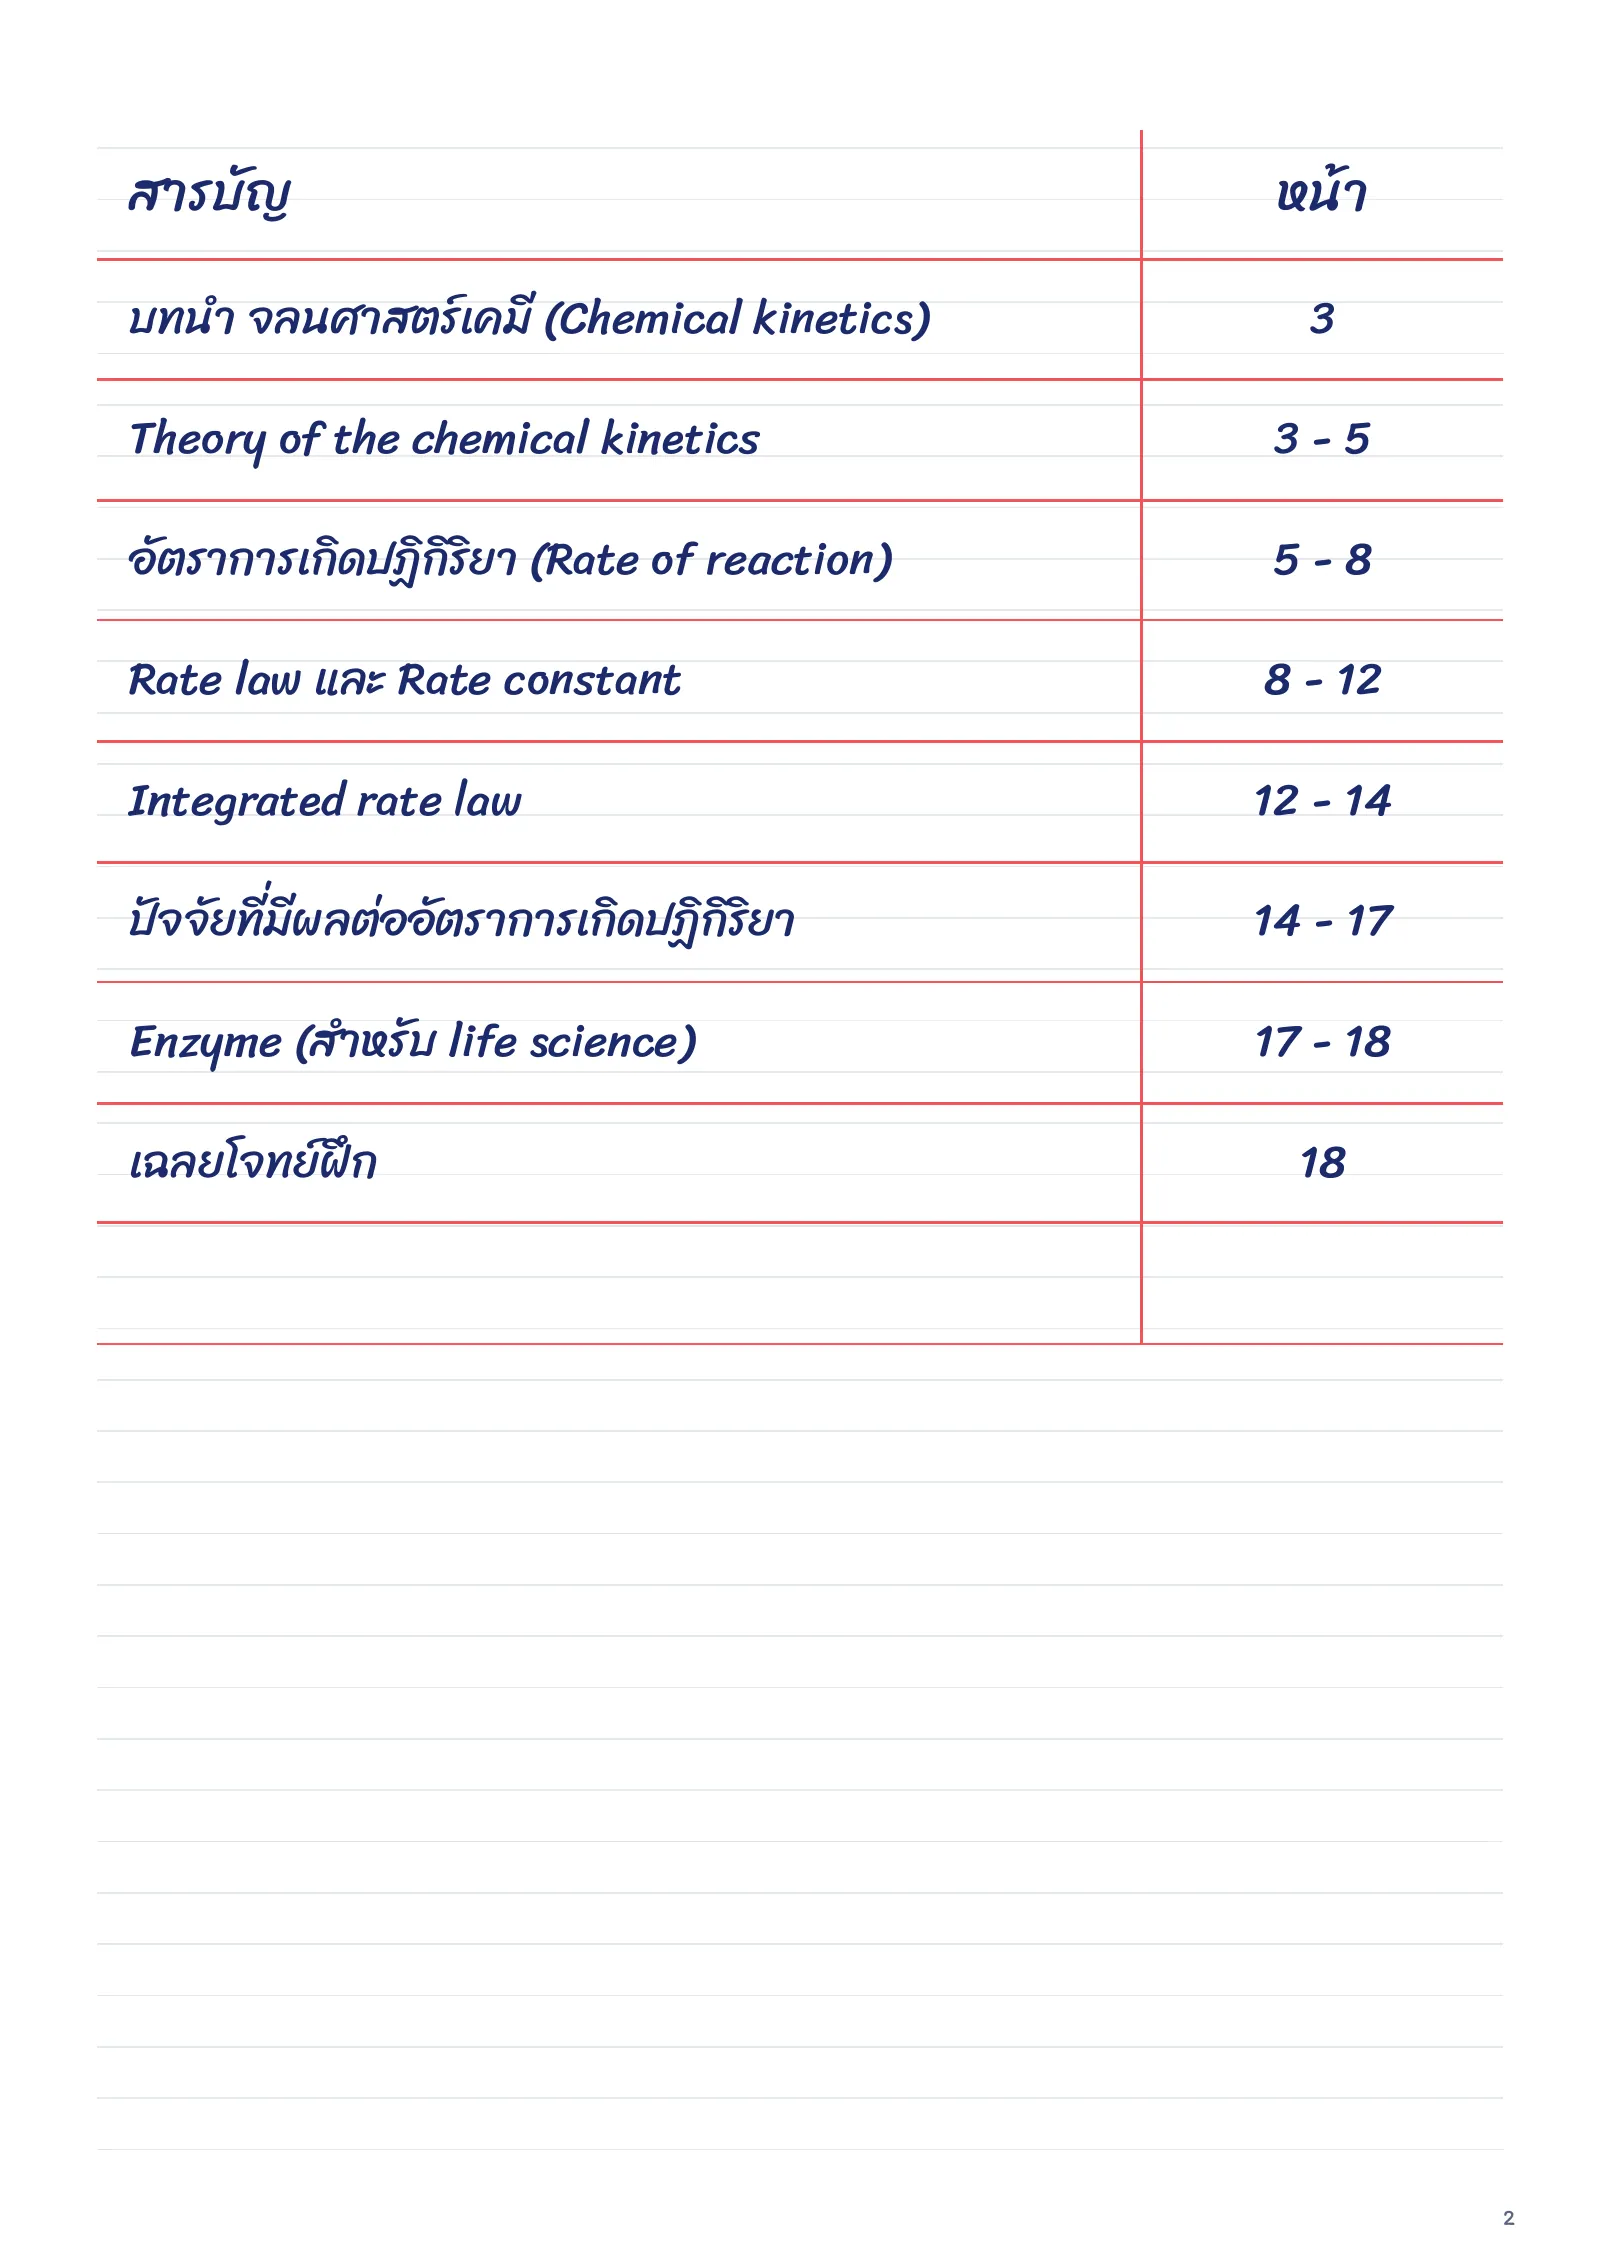 สารบัญ หน้า
บทนำ จลนศาสตร์เคมี (Chemical kinetics) 3
Theory of the chemical kinetics 3 - 5
อัตราการเกิดปฏิกิริยา (Rate of reaction) 5 - 8
Rate law และ Rate constant 8 - 12
Integrated rate law 12 - 14
ปัจจัยที่มีผลต่ออัตราการเกิดปฏิกิริยา 14 - 17
Enzyme (สำหรับ life science) 17 - 18
เฉลยโจทย์ฝึก 18
2